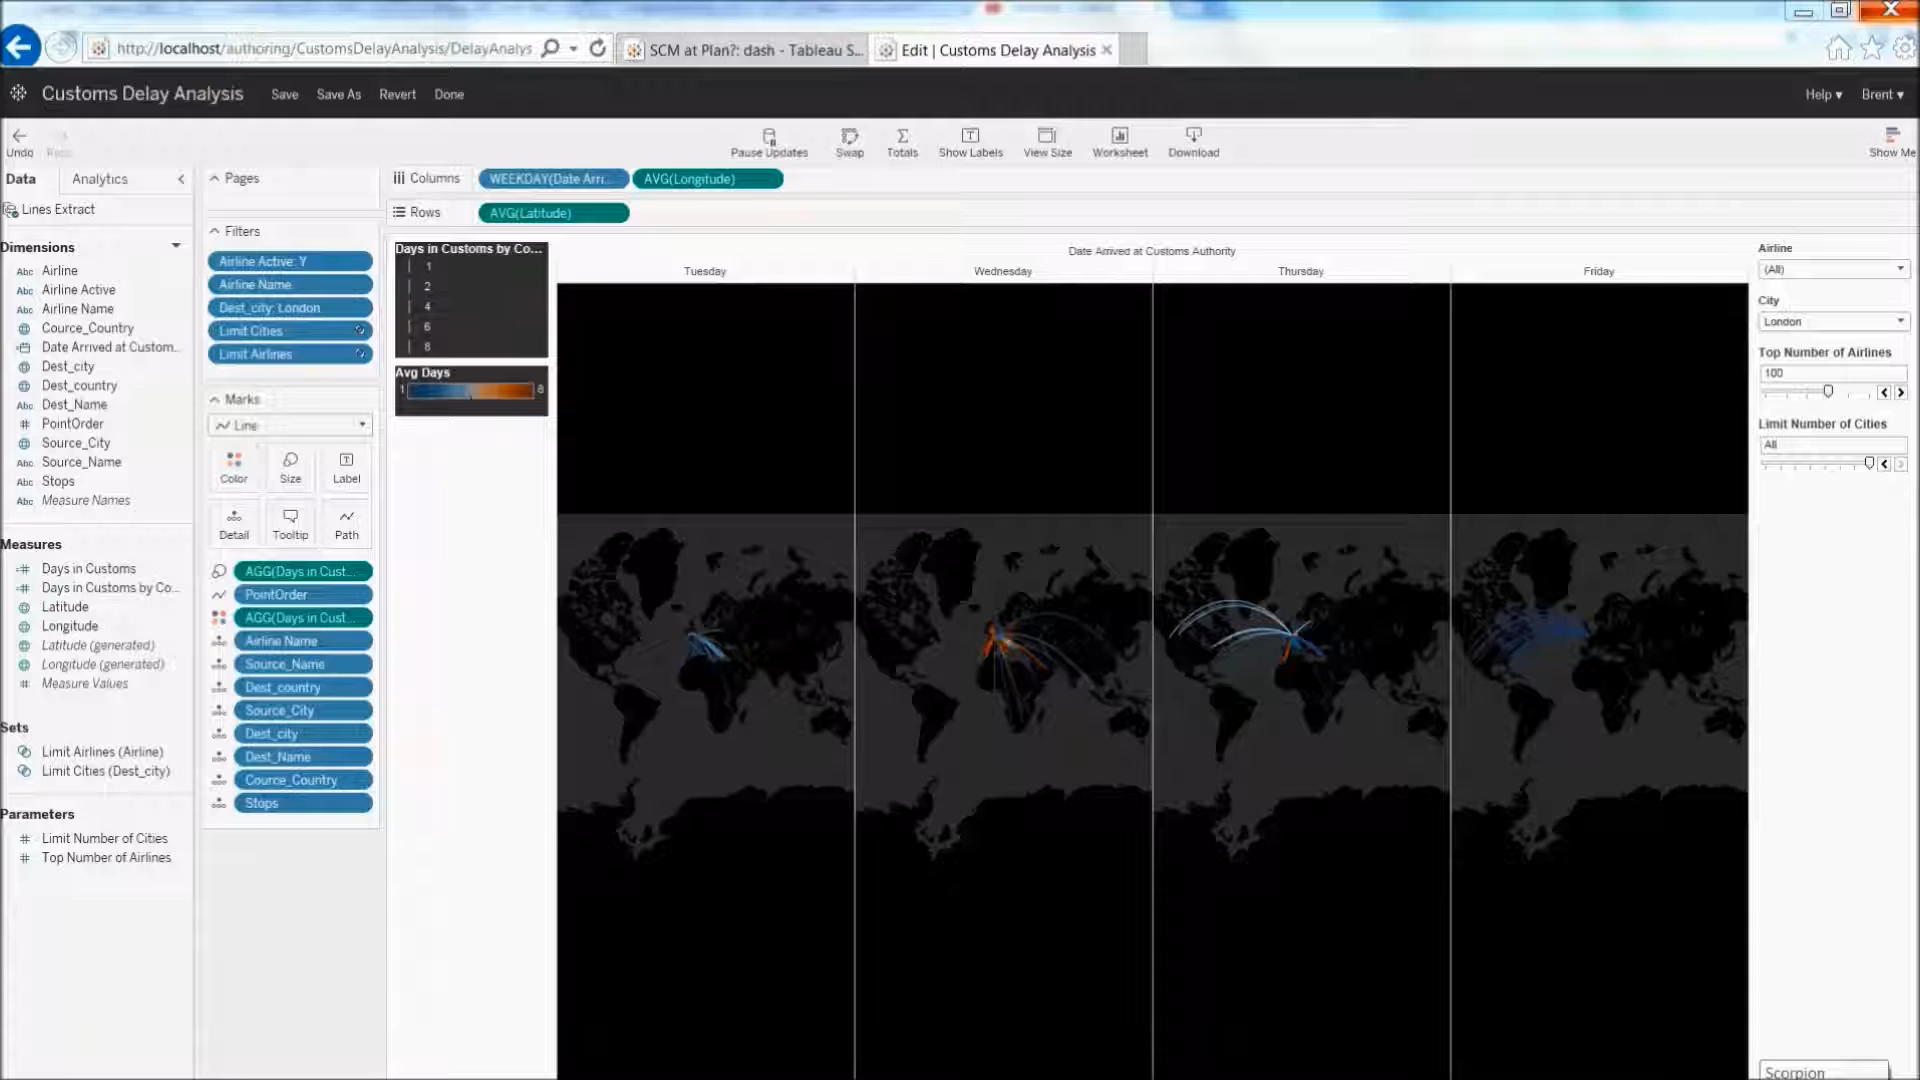 http://localhost/authoring/CustomsDelayAnalysis/DelayAnalys
SCM at Plan?: dash - Tableau S...
Edit | Customs Delay Analysis
Customs Delay Analysis
Save
Save As
Revert
Done
Help
Brent
Undo
Pause Updates
Swap
Totals
Show Labels
View Size
Worksheet
Download
Show Me
Data
Analytics
Lines Extract
Dimensions
Abc Airline
Abc Airline Active
Abc Airline Name
Cource_Country
Date Arrived at Custom...
Dest_city
Dest_country
Abc Dest_Name
# PointOrder
Source_City
Abc Source_Name
Abc Stops
Abc Measure Names
Measures
# Days in Customs
# Days in Customs by Co...
Latitude
Longitude
Latitude (generated)
Longitude (generated)
# Measure Values
Sets
Limit Airlines (Airline)
Limit Cities (Dest_city)
Parameters
# Limit Number of Cities
# Top Number of Airlines
Pages
Filters
Airline Active: Y
Airline Name
Dest_city: London
Limit Cities
Limit Airlines
Marks
Line
Color
Size
Label
Detail
Tooltip
Path
AGG(Days in Cust...
PointOrder
AGG(Days in Cust...
Airline Name
Source_Name
Dest_country
Source_City
Dest_city
Dest_Name
Cource_Country
Stops
Columns
WEEKDAY(Date Arri...
AVG(Longitude)
Rows
AVG(Latitude)
Days in Customs by Co...
1
2
4
6
8
Avg Days
1
8
Date Arrived at Customs Authority
Tuesday
Wednesday
Thursday
Friday
Airline
(All)
City
London
Top Number of Airlines
100
Limit Number of Cities
All
Scorpion